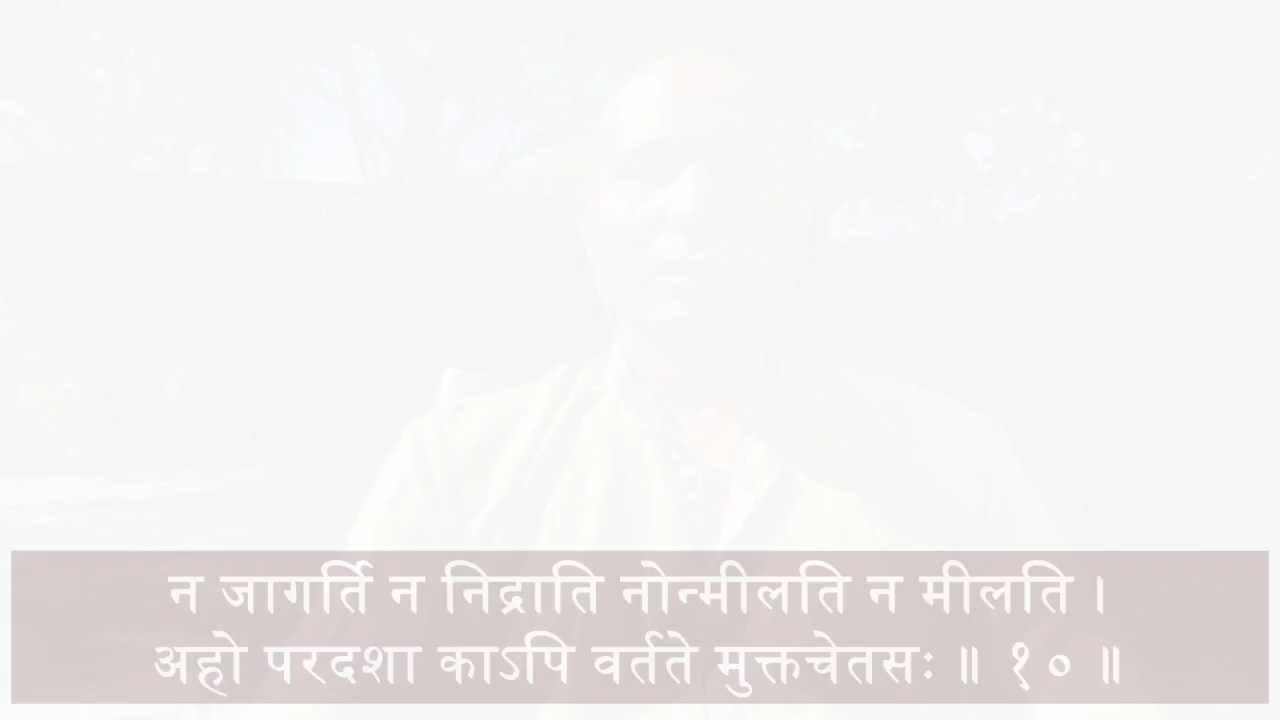 न जागर्ति न निद्राति नोन्मीलति न मीलति ।
अहो परदशा काऽपि वर्तते मुक्तचेतसः ॥ १० ॥